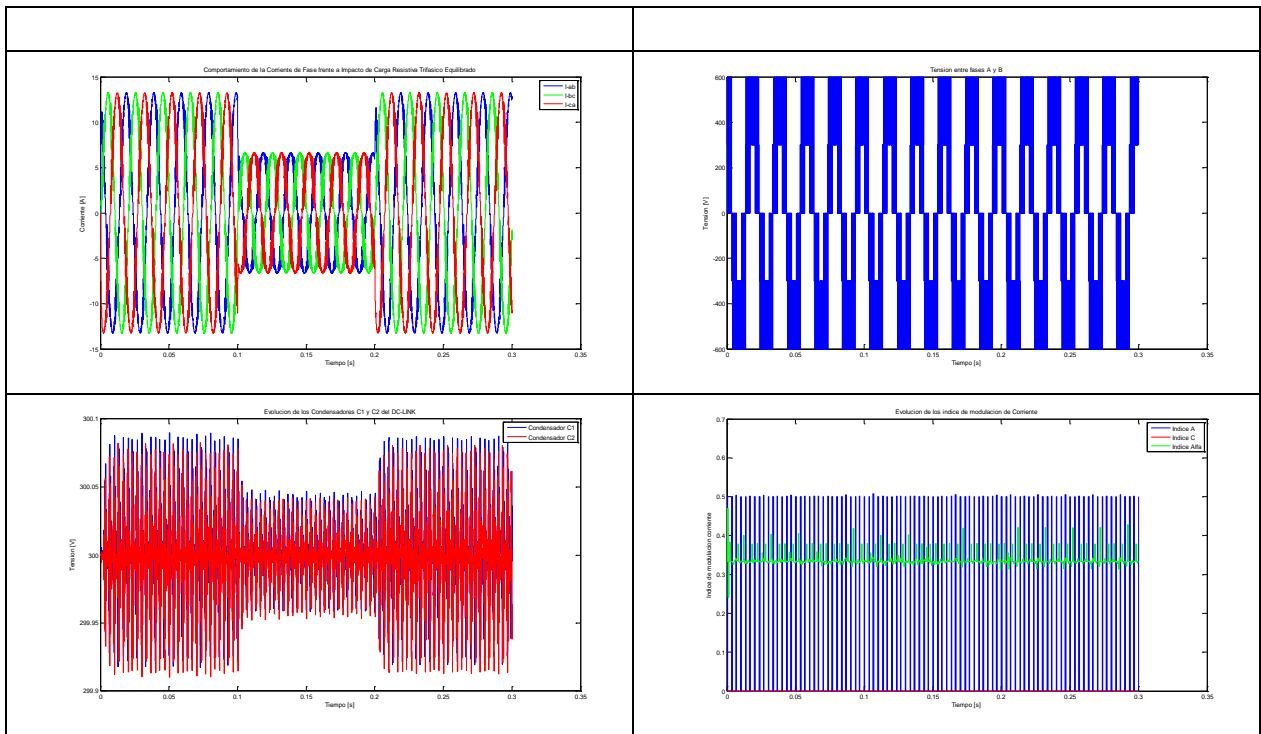 Comportamiento de la Corriente de Fase frente a Impacto de Carga Resistiva Trifasico Equilibrado
15
10
5
0
-5
-10
-15
Corriente [A]
0 0.05 0.1 0.15 0.2 0.25 0.3 0.35
Tiempo [s]
I-ab
I-bc
I-ca
Tension entre fases A y B
600
400
200
0
-200
-400
-600
Tension [V]
0 0.05 0.1 0.15 0.2 0.25 0.3 0.35
Tiempo [s]
Evolucion de los Condensadores C1 y C2 del DC-LINK
300.1
300.05
300
299.95
299.9
Tension [V]
0 0.05 0.1 0.15 0.2 0.25 0.3 0.35
Tiempo [s]
Condensador C1
Condensador C2
Evolucion de los indice de modulacion de Corriente
0.7
0.6
0.5
0.4
0.3
0.2
0.1
0
Indice de modulacion corriente
0 0.05 0.1 0.15 0.2 0.25 0.3 0.35
Tiempo [s]
Indice A
Indice C
Indice Alfa